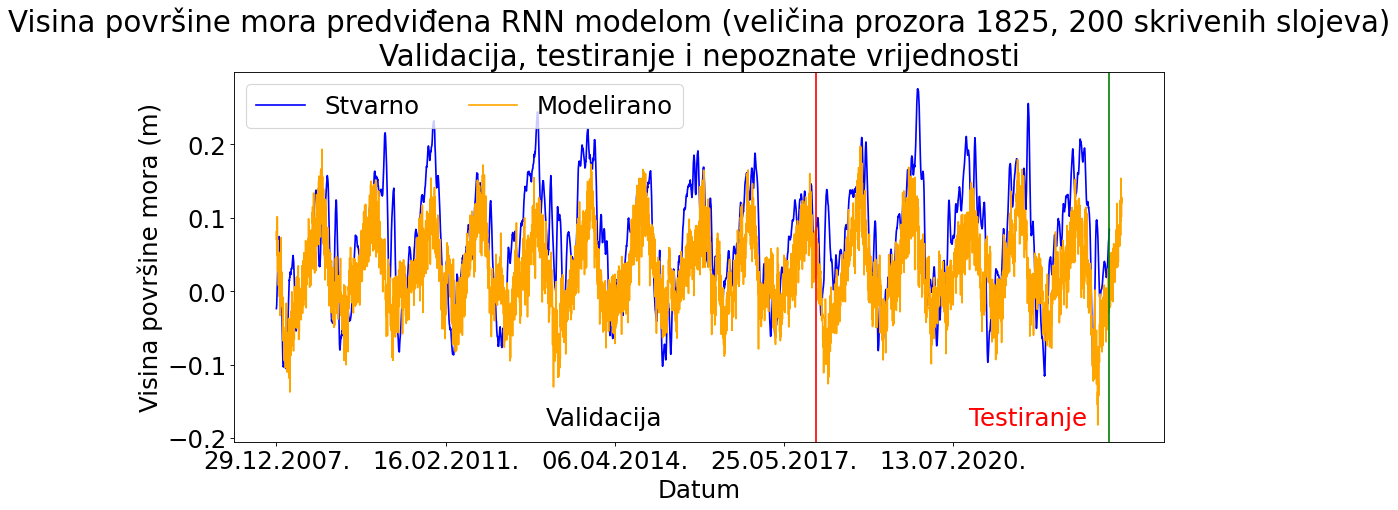 Visina površine mora predviđena RNN modelom (veličina prozora 1825, 200 skrivenih slojeva)
Validacija, testiranje i nepoznate vrijednosti
Stvarno
Modelirano
Visina površine mora (m)
0.2
0.1
0.0
−0.1
−0.2
Validacija
Testiranje
29.12.2007.
16.02.2011.
06.04.2014.
25.05.2017.
13.07.2020.
Datum